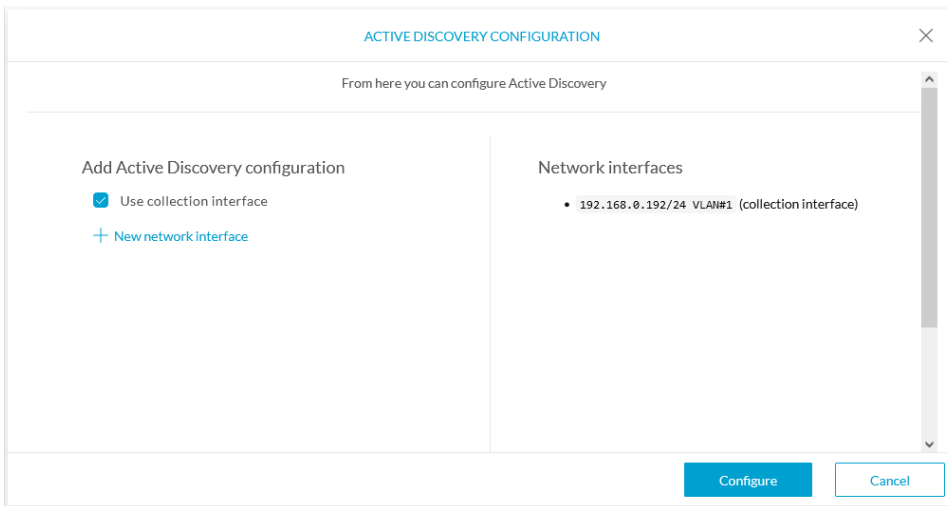 ACTIVE DISCOVERY CONFIGURATION
From here you can configure Active Discovery
Add Active Discovery configuration
Use collection interface
New network interface
Network interfaces
192.168.0.192/24 VLAN#1 (collection interface)
Configure
Cancel